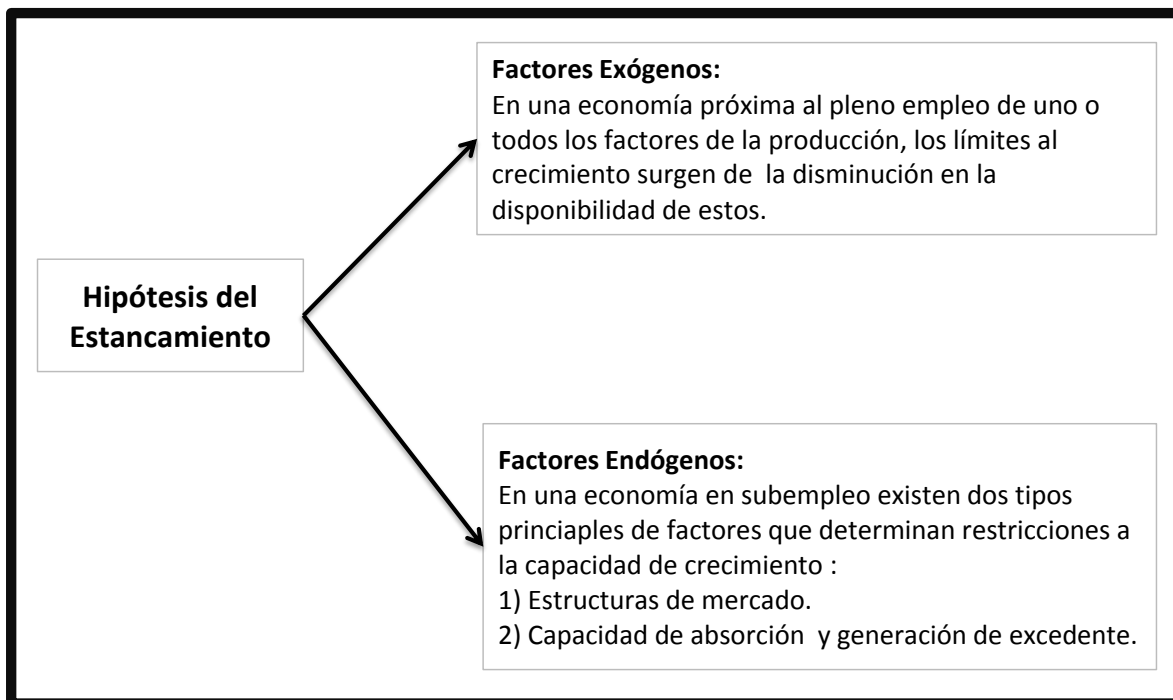 Hipótesis del
Estancamiento
Factores Exógenos:
En una economía próxima al pleno empleo de uno o
todos los factores de la producción, los límites al
crecimiento surgen de la disminución en la
disponibilidad de estos.
Factores Endógenos:
En una economía en subempleo existen dos tipos
princiaples de factores que determinan restricciones a
la capacidad de crecimiento :
1) Estructuras de mercado.
2) Capacidad de absorción y generación de excedente.